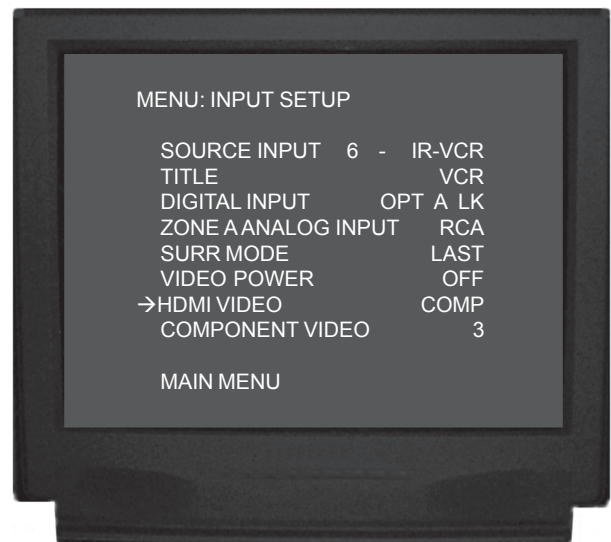 MENU: INPUT SETUP
SOURCE INPUT 6 - IR-VCR
TITLE VCR
DIGITAL INPUT OPT A LK
ZONE A ANALOG INPUT RCA
SURR MODE LAST
VIDEO POWER OFF
→HDMI VIDEO COMP
COMPONENT VIDEO 3
MAIN MENU